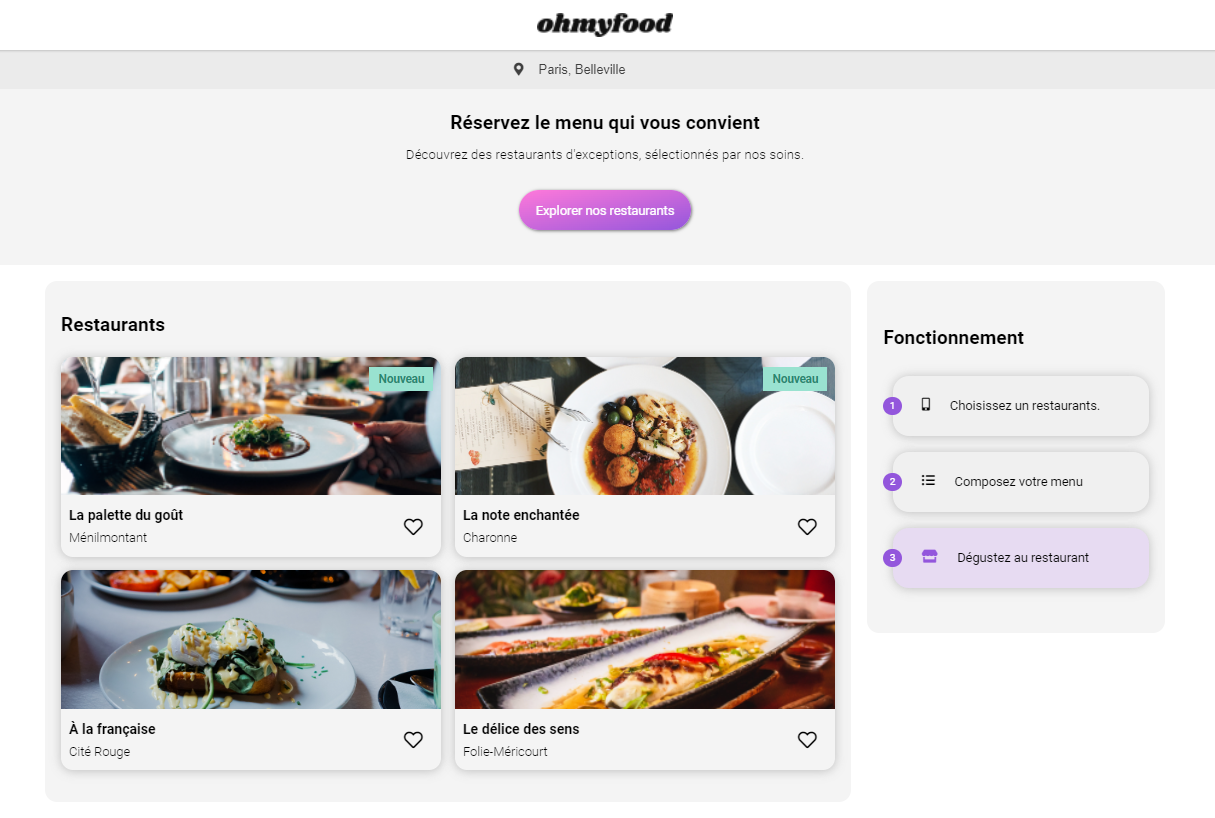 ohmyfood
Paris, Belleville
Réservez le menu qui vous convient
Découvrez des restaurants d'exceptions, sélectionnés par nos soins.
Explorer nos restaurants
Restaurants
Nouveau
La palette du goût
Ménilmontant
Nouveau
La note enchantée
Charonne
À la française
Cité Rouge
Le délice des sens
Folie-Méricourt
Fonctionnement
1 Choisissez un restaurants.
2 Composez votre menu
3 Dégustez au restaurant